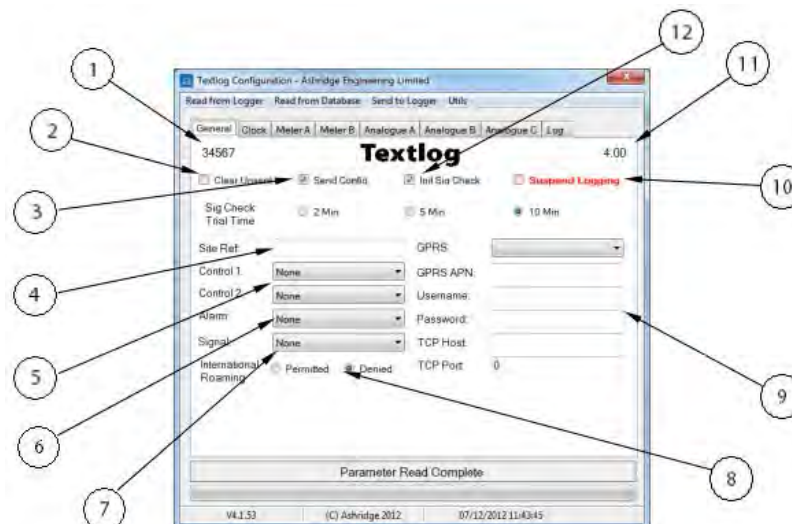 12
1
11
Textlog Configuration - Ashridge Engineering Limited
Read from Logger Read from Database Send to Logger Utils
2
General Clock Meter A Meter B Analogue A Analogue B Analogue C Log
34567 Textlog 4.00
Clear Unsent Send Config Init Sig Check Suspend Logging
10
3
Sig Check Trial Time 2 Min 5 Min 10 Min
Site Ref: GPRS:
4
Control 1 None GPRS APN:
Control 2 None Username:
Alarm: None Password:
Signal: None TCP Host
International Roaming Permitted Denied TCP Port 0
5
9
6
Parameter Read Complete
8
7
V4.1.53 (C) Ashridge 2012 07/12/2012 11:43:45